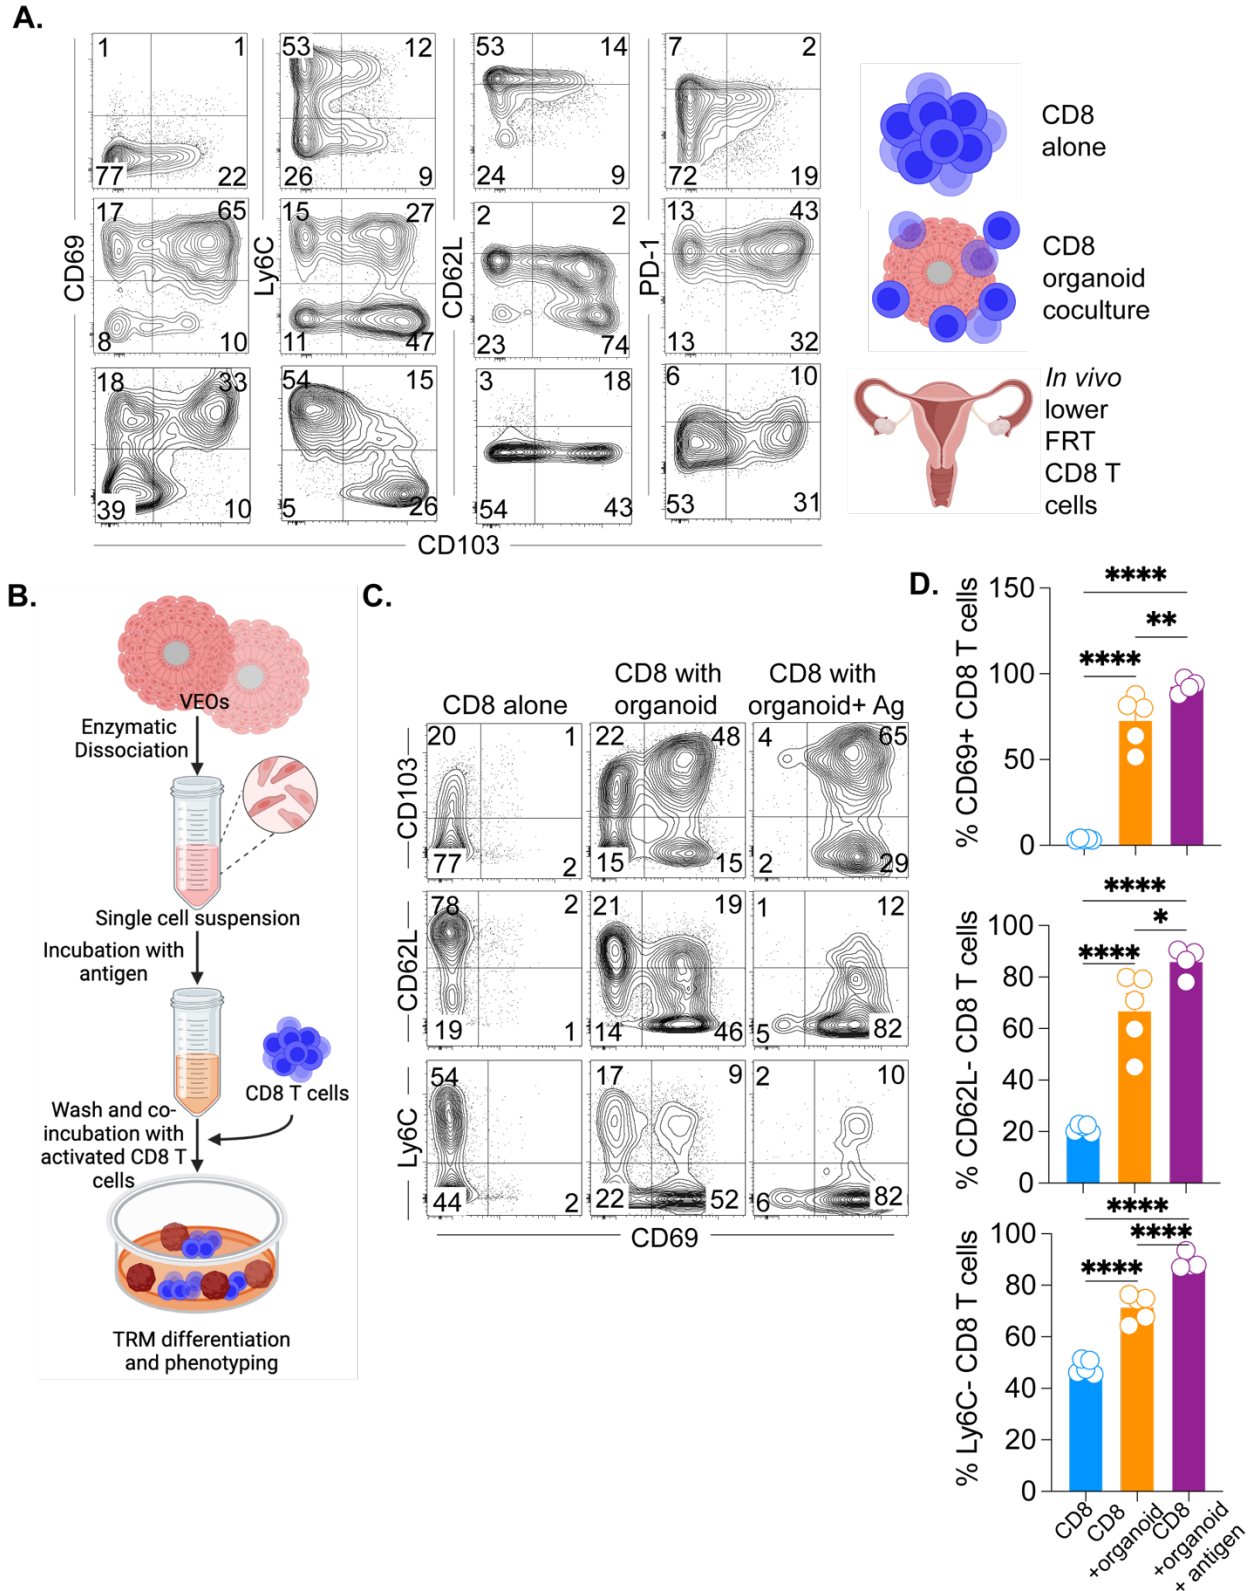 A.
1 1
77 22
53 12
26 9
53 14
24 9
7 2
72 19
CD8
alone
17 65
8 10
15 27
11 47
2 2
23 74
13 43
13 32
CD8
organoid
coculture
18 33
39 10
54 15
5 26
3 18
54 43
6 10
53 31
In vivo
lower
FRT
CD8 T
cells
CD69
Ly6C
CD62L
PD-1
CD103
B.
VEOs
Enzymatic
Dissociation
Single cell suspension
Incubation with
antigen
CD8 T cells
Wash and co-
incubation with
activated CD8 T
cells
TRM differentiation
and phenotyping
C.
CD8 alone
CD8 with
organoid
CD8 with
organoid+ Ag
CD103
20 1
77 2
22 48
15 15
4 65
2 29
CD62L
78 2
19 1
21 19
14 46
1 12
5 82
Ly6C
54
44 2
17 9
22 52
2 10
6 82
CD69
D.
% CD69+ CD8 T cells
150
100
50
0
****
**
****
% CD62L- CD8 T cells
100
80
60
40
20
0
****
*
****
% Ly6C- CD8 T cells
100
80
60
40
20
0
****
****
****
CD8
CD8
+organoid
CD8
+organoid
+ antigen